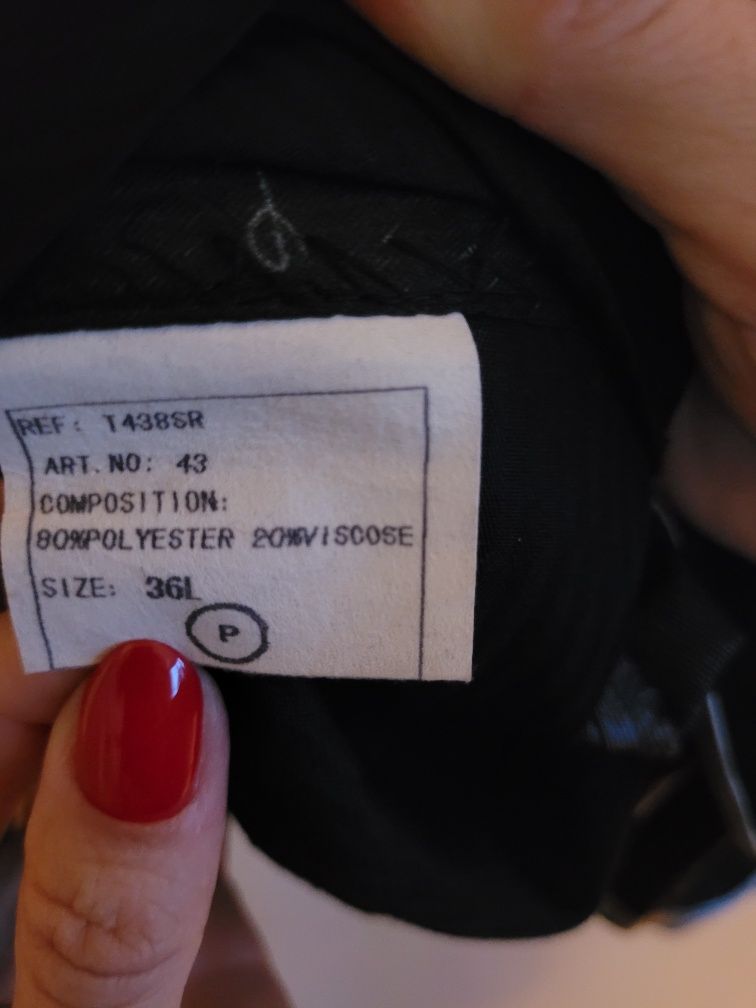 REF: T438SR
ART.NO: 43
COMPOSITION:
80%POLYESTER 20%VISCOSE
SIZE: 36L
P